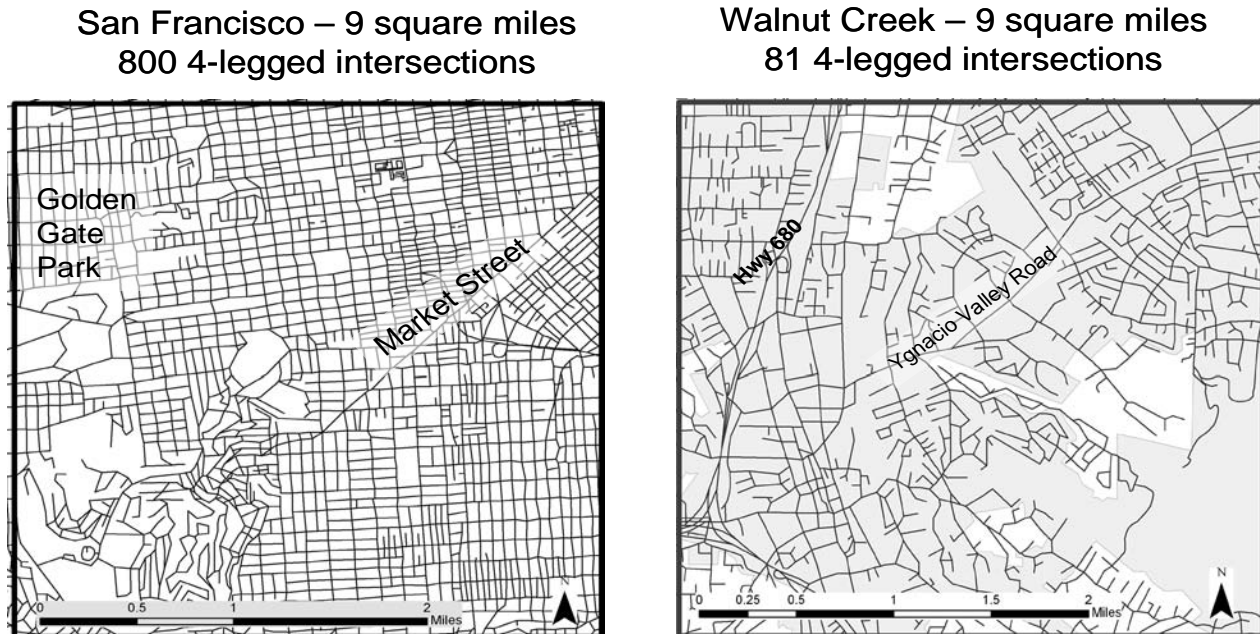 San Francisco – 9 square miles
800 4-legged intersections
Golden
Gate
Park
Market Street
0 0.5 1 2
Miles
N
Walnut Creek – 9 square miles
81 4-legged intersections
Hwy 680
Ygnacio Valley Road
0 0.25 0.5 1 1.5 2
Miles
N